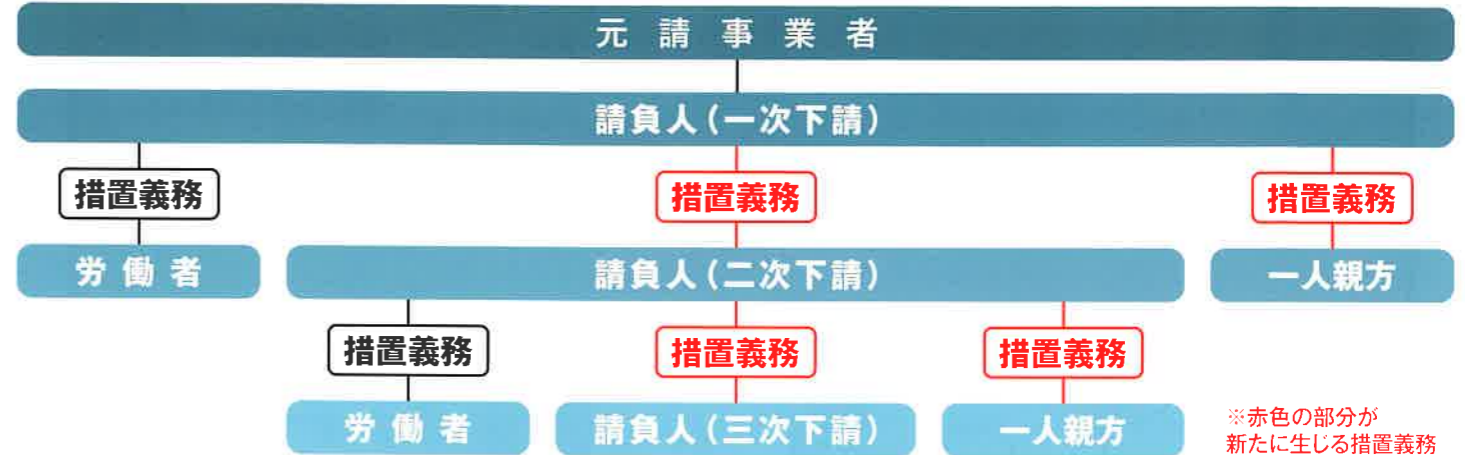 元請事業者
請負人(一次下請)
措置義務
措置義務
措置義務
労働者
請負人(二次下請)
一人親方
措置義務
措置義務
措置義務
労働者
請負人(三次下請)
一人親方
※赤色の部分が
新たに生じる措置義務